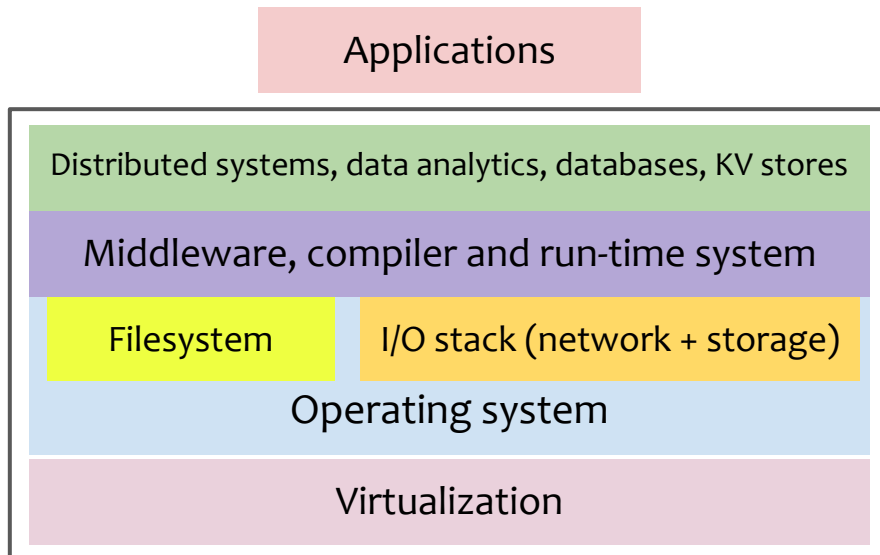 Applications
Distributed systems, data analytics, databases, KV stores
Middleware, compiler and run-time system
Filesystem
I/O stack (network + storage)
Operating system
Virtualization